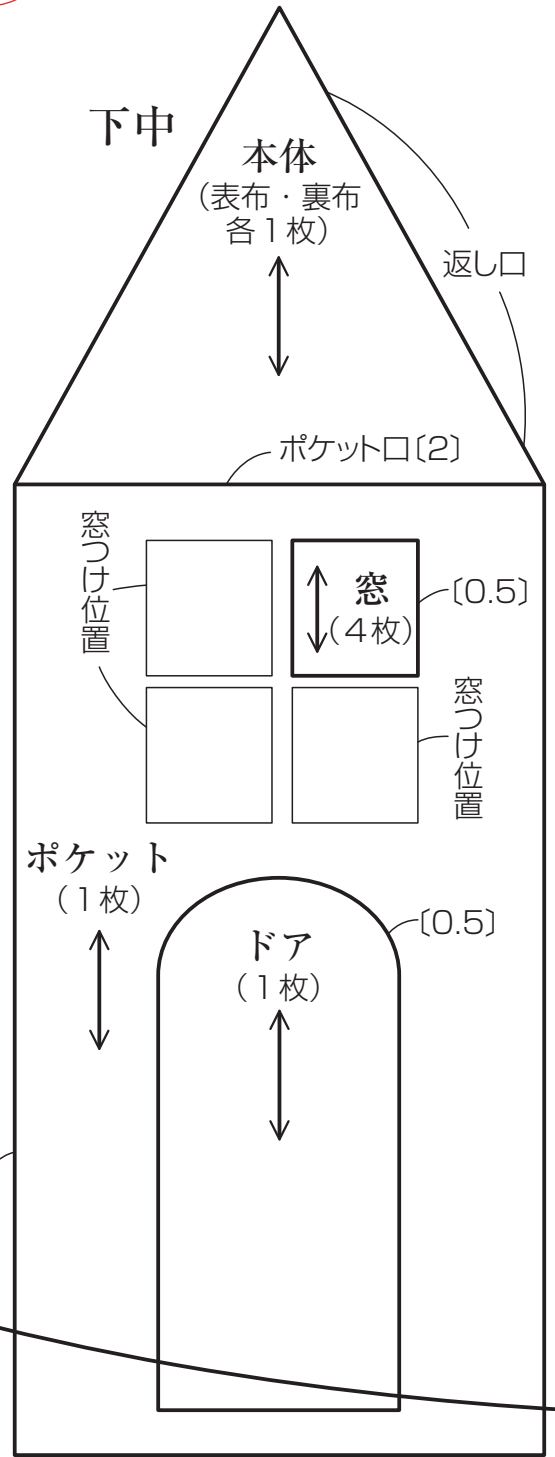 下中
本体
(表布・裏布
各1枚)
返し口
ポケット口〔2〕
窓つけ位置
窓
(4枚)
〔0.5〕
窓つけ位置
ポケット
(1枚)
〔0.5〕
ドア
(1枚)